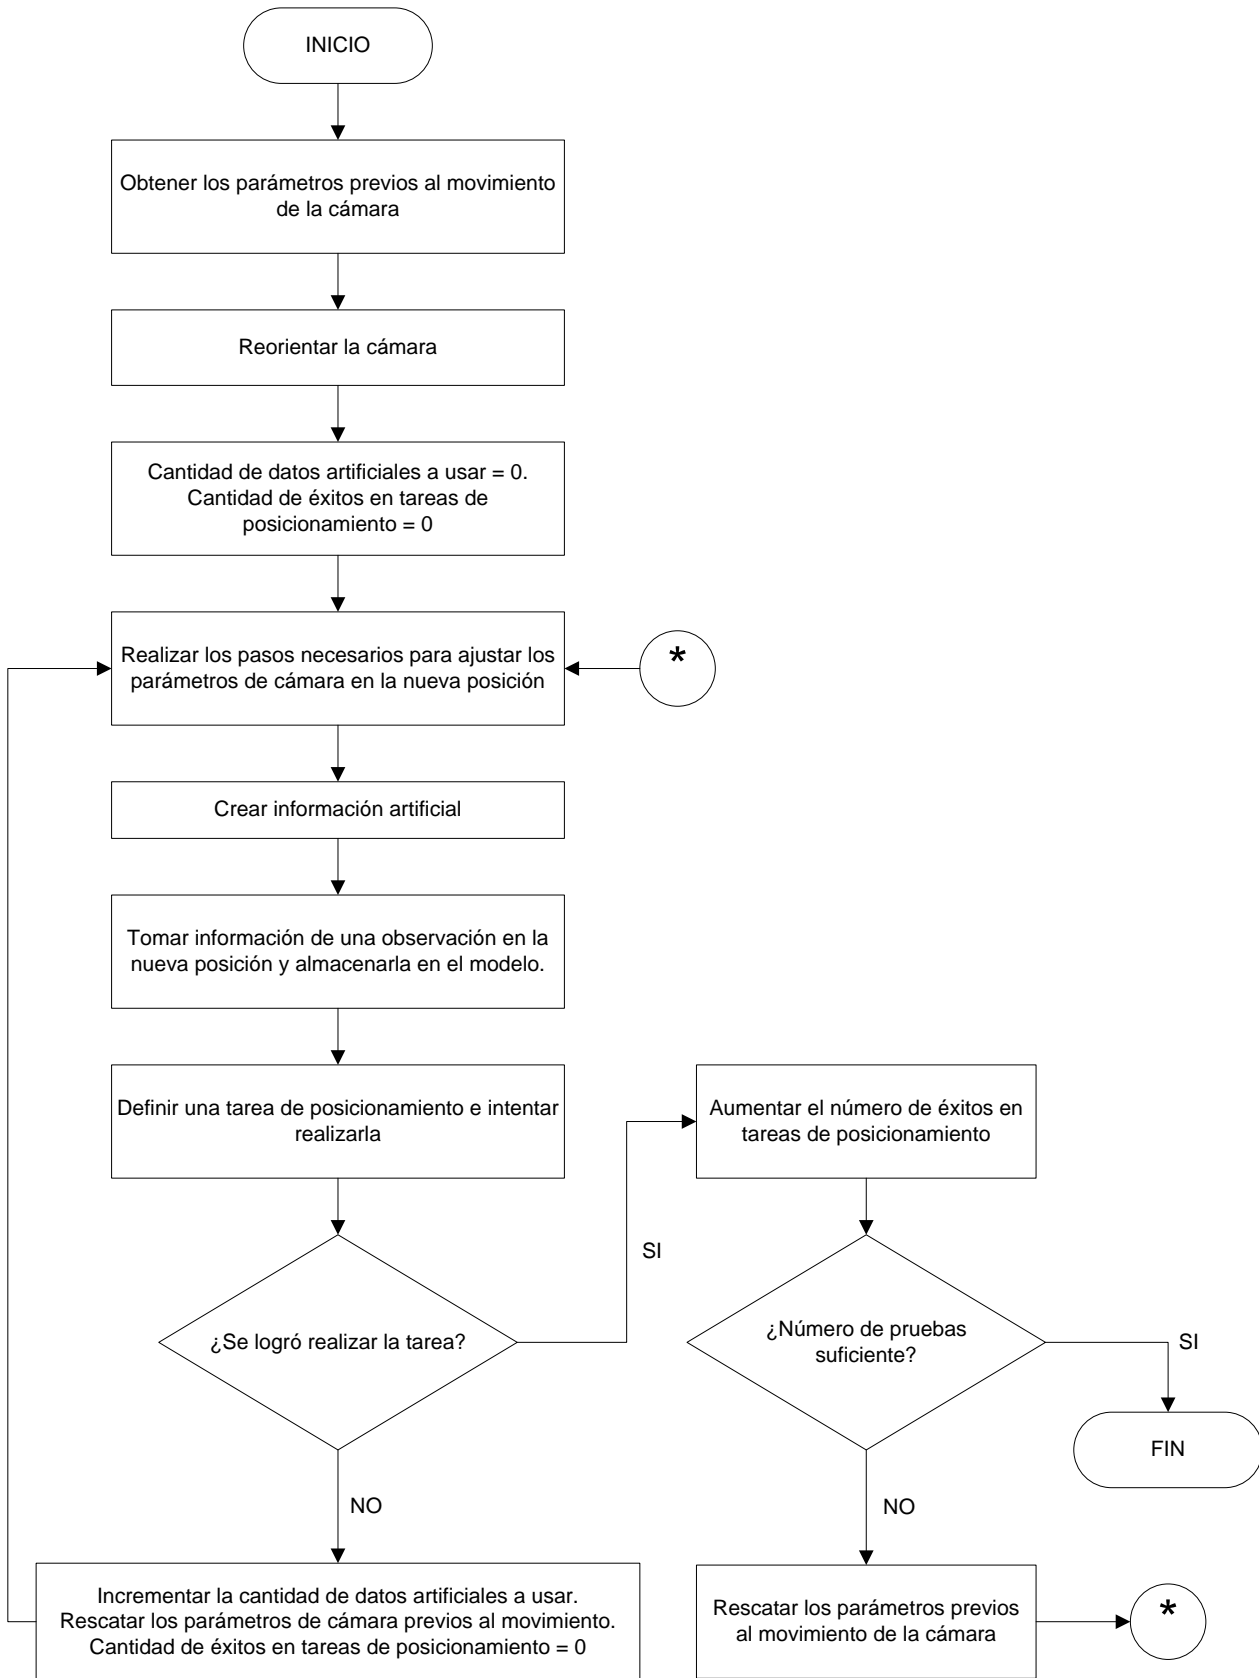 INICIO
Obtener los parámetros previos al movimiento
de la cámara
Reorientar la cámara
Cantidad de datos artificiales a usar = 0.
Cantidad de éxitos en tareas de
posicionamiento = 0
Realizar los pasos necesarios para ajustar los
parámetros de cámara en la nueva posición
*
Crear información artificial
Tomar información de una observación en la
nueva posición y almacenarla en el modelo.
Definir una tarea de posicionamiento e intentar
realizarla
Aumentar el número de éxitos en
tareas de posicionamiento
SI
¿Se logró realizar la tarea?
¿Número de pruebas
suficiente?
SI
FIN
NO
NO
Incrementar la cantidad de datos artificiales a usar.
Rescatar los parámetros de cámara previos al movimiento.
Cantidad de éxitos en tareas de posicionamiento = 0
Rescatar los parámetros previos
al movimiento de la cámara
*